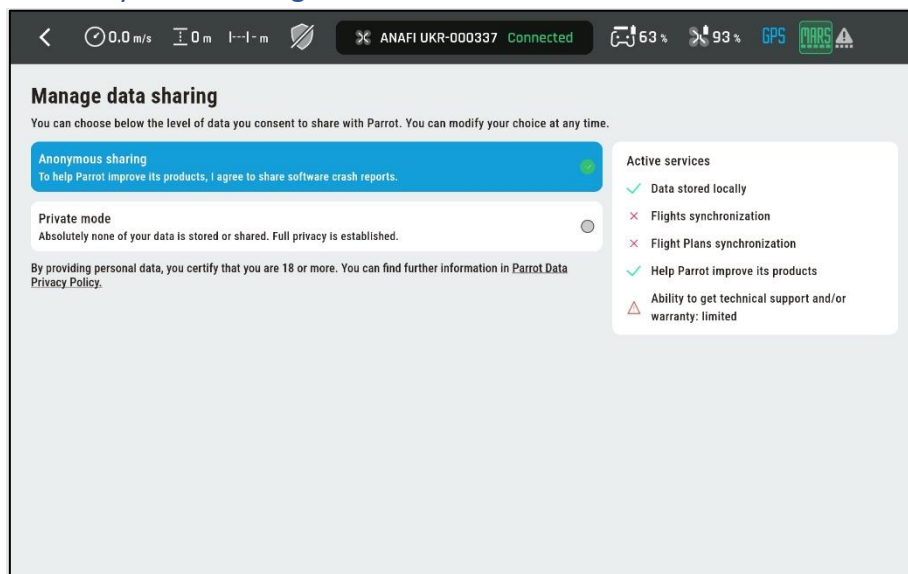 0.0 m/s 0 m - m ANAFI UKR-000337 Connected 63 % 93 % GPS MARS
Manage data sharing
You can choose below the level of data you consent to share with Parrot. You can modify your choice at any time.
Anonymous sharing
To help Parrot improve its products, I agree to share software crash reports.
Private mode
Absolutely none of your data is stored or shared. Full privacy is established.
By providing personal data, you certify that you are 18 or more. You can find further information in Parrot Data
Privacy Policy.
Active services
Data stored locally
Flights synchronization
Flight Plans synchronization
Help Parrot improve its products
Ability to get technical support and/or
warranty: limited